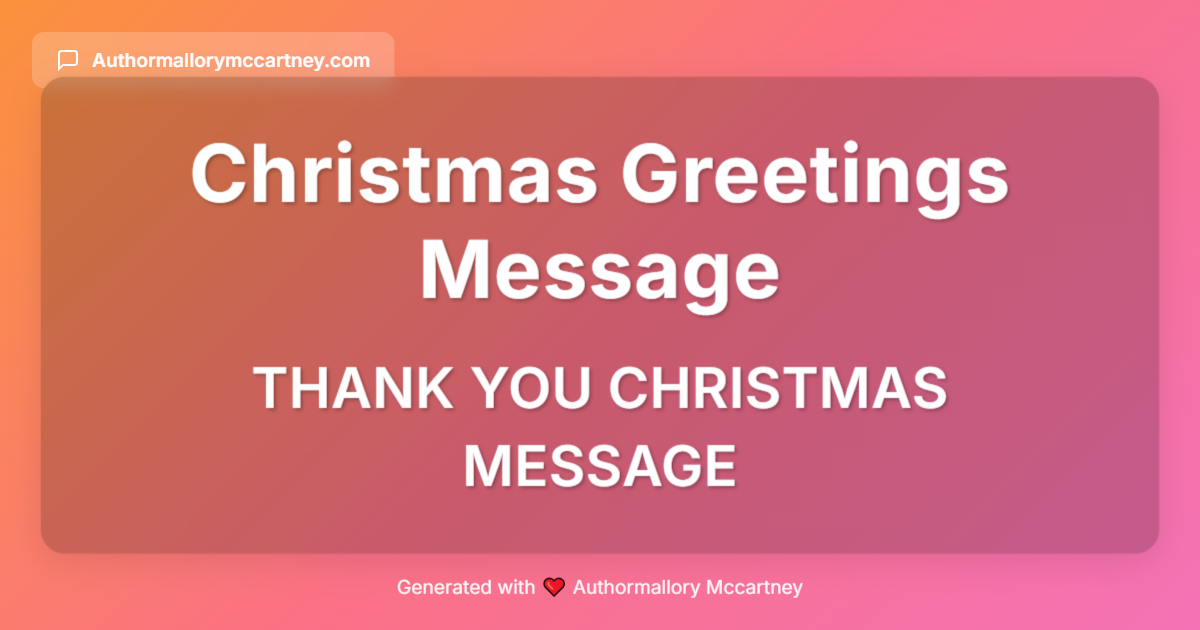 Authormallorymccartney.com
Christmas Greetings
Message
THANK YOU CHRISTMAS
MESSAGE
Generated with ❤️ Authormallory Mccartney